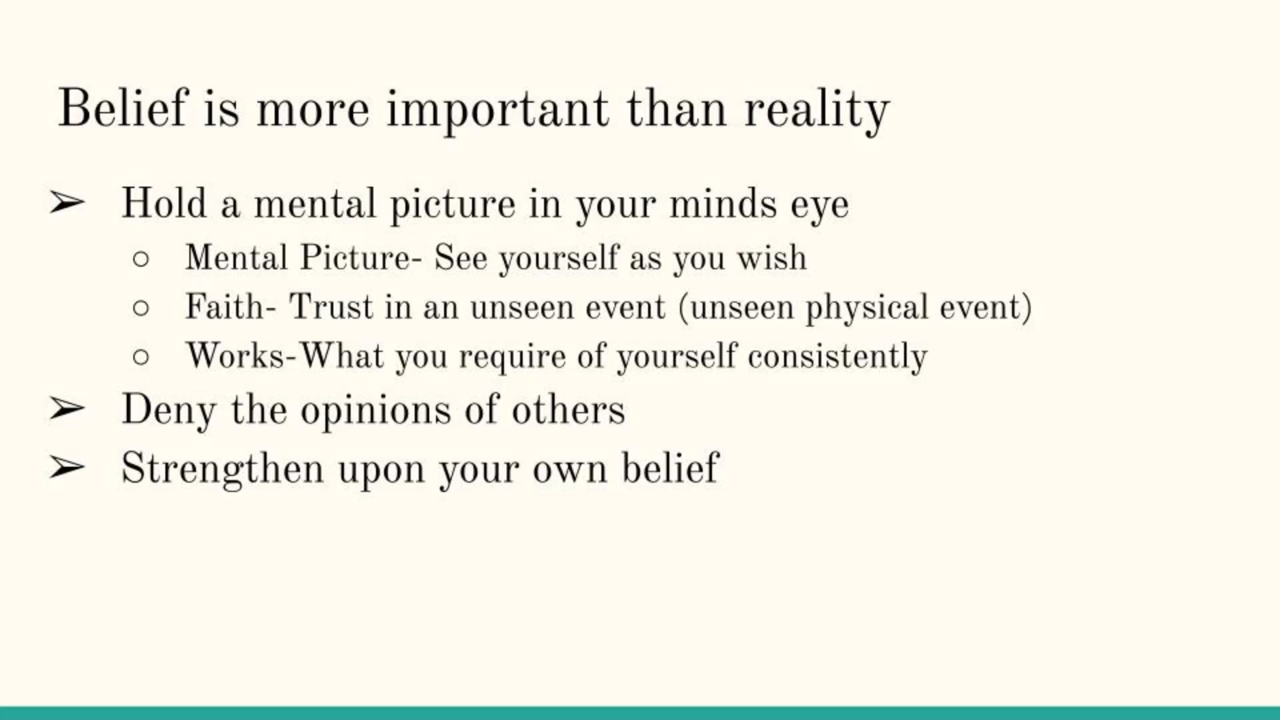 Belief is more important than reality
➢ Hold a mental picture in your minds eye
○ Mental Picture- See yourself as you wish
○ Faith- Trust in an unseen event (unseen physical event)
○ Works-What you require of yourself consistently
➢ Deny the opinions of others
➢ Strengthen upon your own belief